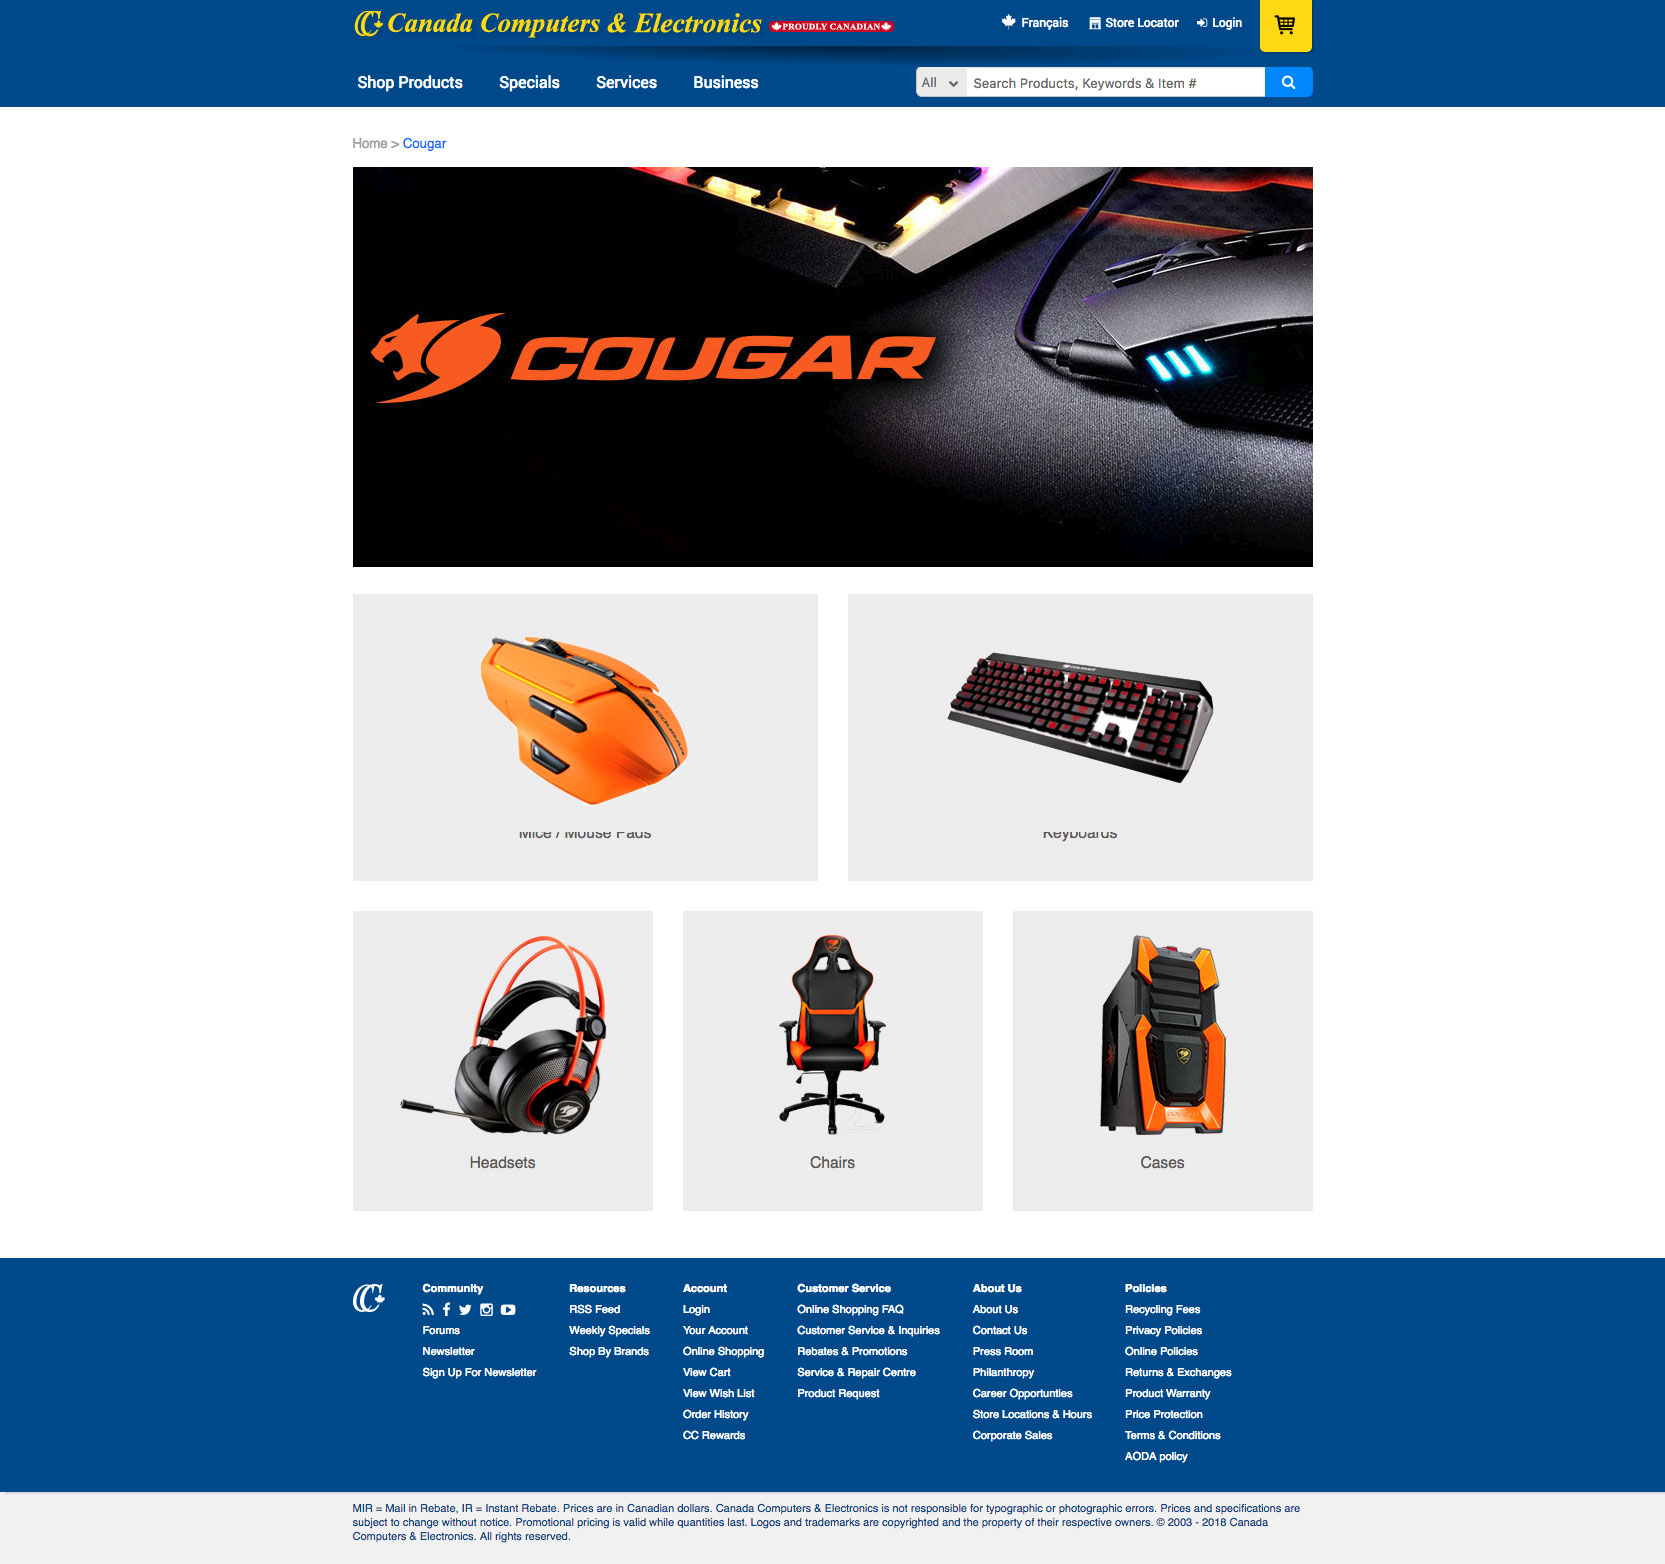 Canada Computers & Electronics PROUDLY CANADIAN
Français Store Locator Login
Shop Products Specials Services Business
All Search Products, Keywords & Item #
Home > Cougar
COUGAR
COUGAR
COUGAR
Mice / Mouse Pads
Keyboards
Headsets
Chairs
Cases
Community
Forums
Newsletter
Sign Up For Newsletter
Resources
RSS Feed
Weekly Specials
Shop By Brands
Account
Login
Your Account
Online Shopping
View Cart
View Wish List
Order History
CC Rewards
Customer Service
Online Shopping FAQ
Customer Service & Inquiries
Rebates & Promotions
Service & Repair Centre
Product Request
About Us
About Us
Contact Us
Press Room
Philanthropy
Career Opportunties
Store Locations & Hours
Corporate Sales
Policies
Recycling Fees
Privacy Policies
Online Policies
Returns & Exchanges
Product Warranty
Price Protection
Terms & Conditions
AODA policy
MIR = Mail in Rebate, IR = Instant Rebate. Prices are in Canadian dollars. Canada Computers & Electronics is not responsible for typographic or photographic errors. Prices and specifications are
subject to change without notice. Promotional pricing is valid while quantities last. Logos and trademarks are copyrighted and the property of their respective owners. © 2003 - 2018 Canada
Computers & Electronics. All rights reserved.